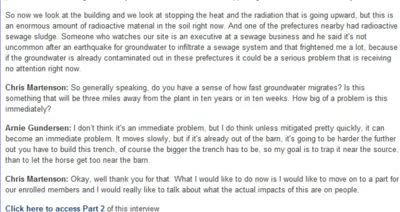 So now we look at the building and we look at stopping the heat and the radiation that is going upward, but this is
an enormous amount of radioactive material in the soil right now. And one of the prefectures nearby had radioactive
sewage sludge. Someone who watches our site is an executive at a sewage business and he said it's not
uncommon after an earthquake for groundwater to infiltrate a sewage system and that frightened me a lot, because
if the groundwater is already contaminated out in these prefectures it could be a serious problem that is receiving
no attention right now.
Chris Martenson: So generally speaking, do you have a sense of how fast groundwater migrates? Is this
something that will be three miles away from the plant in ten years or in ten weeks. How big of a problem is this
immediately?
Arnie Gundersen: I don't think it's an immediate problem, but I do think unless mitigated pretty quickly, it can
become an immediate problem. It moves slowly, but if it's already out of the barn, it's going to be harder the further
out you have to build this trench, of course the bigger the trench has to be, so my goal is to trap it near the source,
than to let the horse get too near the barn.
Chris Martenson: Okay, well thank you for that. What I would like to do now is I would like to move on to a part for
our enrolled members and I would really like to talk about what the actual impacts of this are on people.
Click here to access Part 2 of this interview